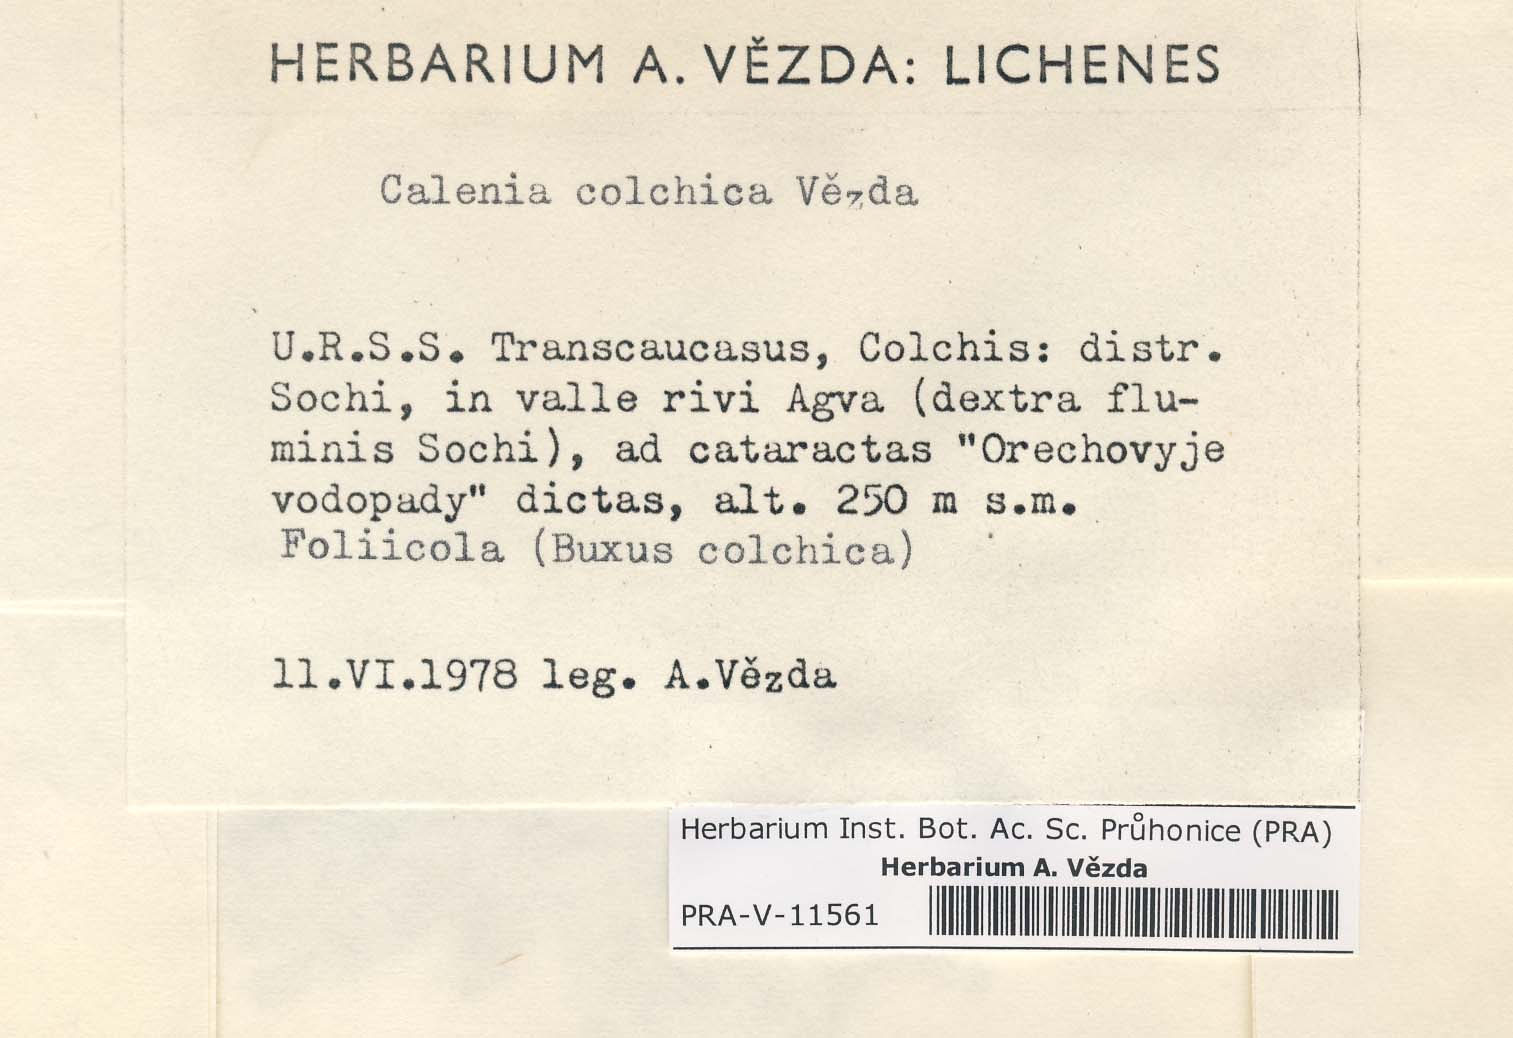 HERBARIUM A. VĚZDA: LICHENES
Calenia colchica Vězda
U.R.S.S. Transcaucasus, Colchis: distr.
Sochi, in valle rivi Agva (dextra flu-
minis Sochi), ad cataractas "Orechovyje
vodopady" dictas, alt. 250 m s.m.
Foliicola (Buxus colchica)
11.VI.1978 leg. A.Vězda
Herbarium Inst. Bot. Ac. Sc. Průhonice (PRA)
Herbarium A. Vězda
PRA-V-11561